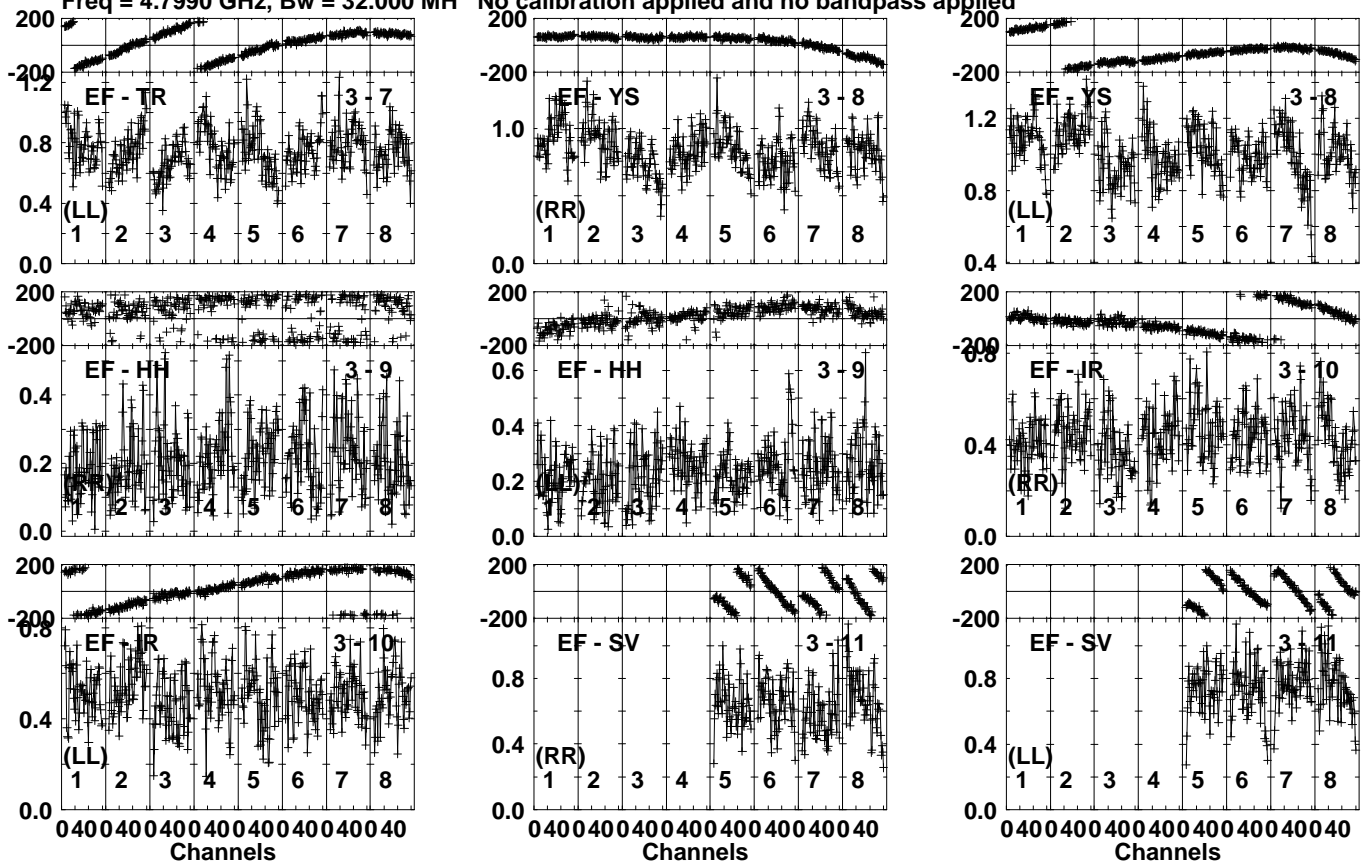 Freq = 4.7990 GHz, Bw = 32.000 MH No calibration applied and no bandpass applied
200 200 200
-200 -200 -200
1.2
EF - TR 3 - 7 EF - YS 3 - 8 EF - YS 3 - 8
1.0 1.2
0.8
0.8
0.4
(LL) (RR) (LL)
1 2 3 4 5 6 7 8 1 2 3 4 5 6 7 8 1 2 3 4 5 6 7 8
0.0 0.0 0.4
200 200 200
-200 -200 -200
0.8
EF - HH 3 - 9 EF - HH 3 - 9 EF - IR 3 - 10
0.6
0.4 0.4 0.4
0.2 0.2
(RR) (LL) (RR)
1 2 3 4 5 6 7 8 1 2 3 4 5 6 7 8 1 2 3 4 5 6 7 8
0.0 0.0 0.0
200 200 200
-200 -200 -200
0.8
EF - IR 3 - 10 EF - SV 3 - 11 EF - SV 3 - 11
0.8 0.8
0.4 0.4 0.4
(LL) (RR) (LL)
1 2 3 4 5 6 7 8 1 2 3 4 5 6 7 8 1 2 3 4 5 6 7 8
0.0 0.0 0.0
0 40 0 40 0 40 0 40 0 40 0 40 0 40 0 40 0 40 0 40 0 40 0 40 0 40 0 40 0 40 0 40 0 40 0 40 0 40 0 40 0 40 0 40 0 40 0 40
Channels Channels Channels